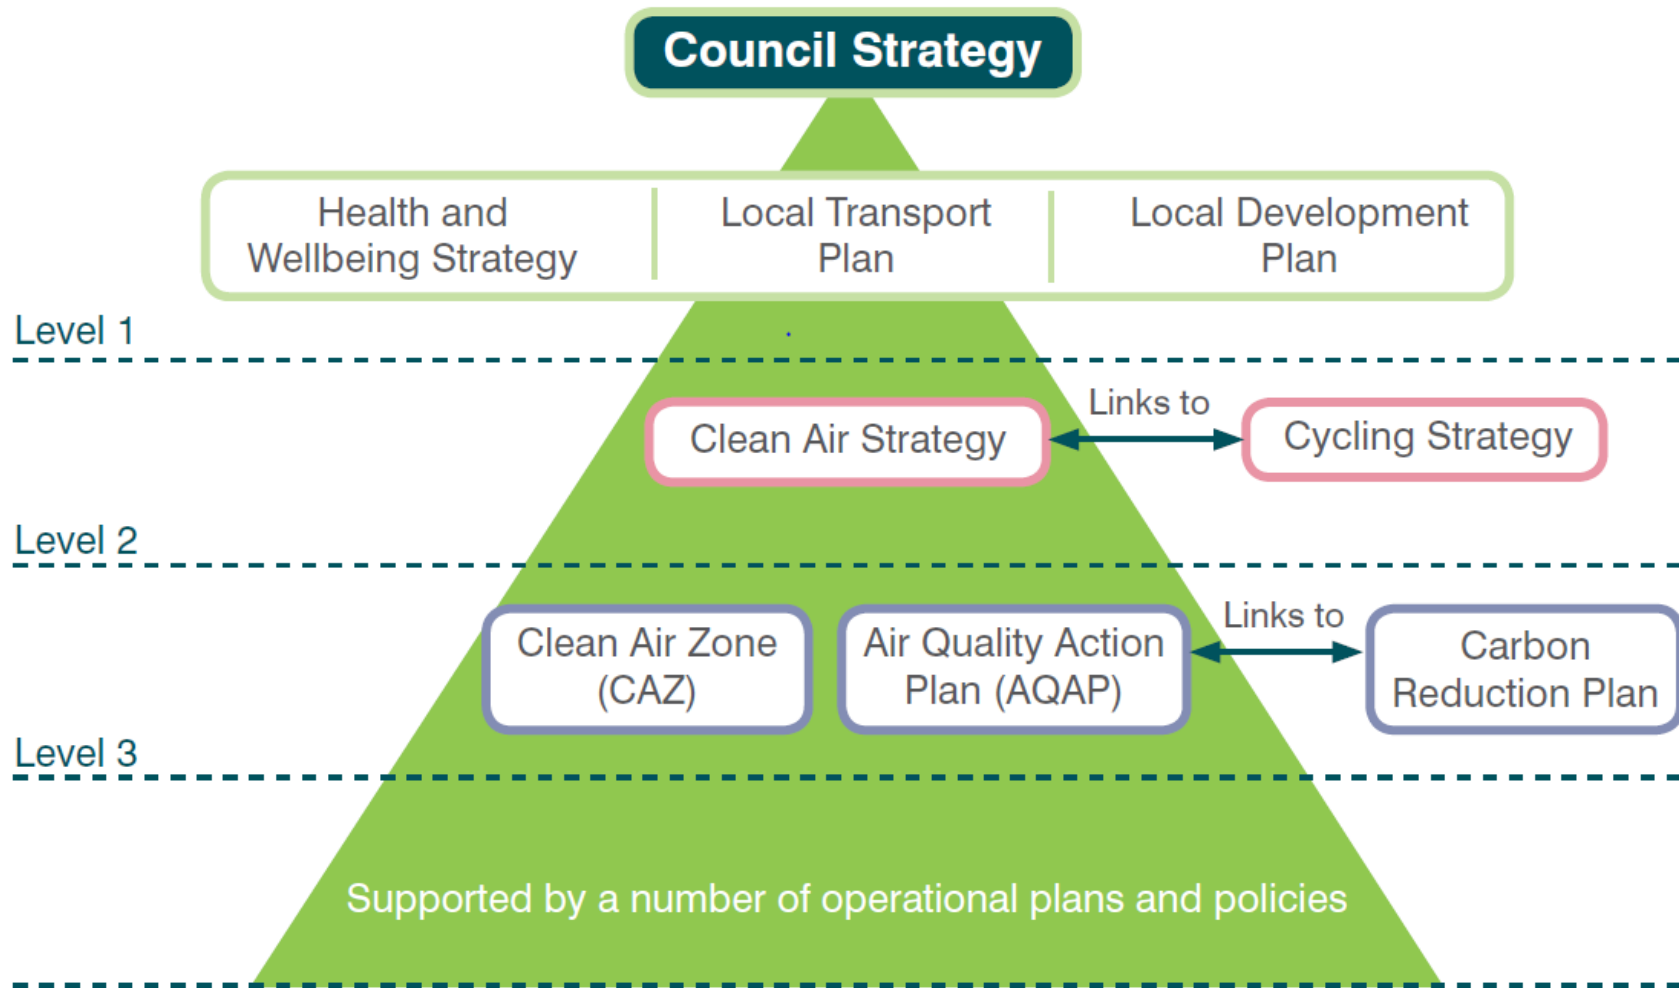 Council Strategy
Health and
Wellbeing Strategy
Local Transport
Plan
Local Development
Plan
Level 1
Clean Air Strategy
Links to
Cycling Strategy
Level 2
Clean Air Zone
(CAZ)
Air Quality Action
Plan (AQAP)
Links to
Carbon
Reduction Plan
Level 3
Supported by a number of operational plans and policies